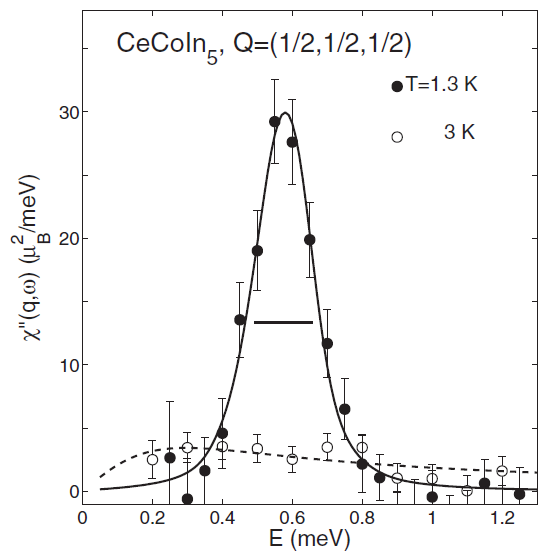 CeCoIn5, Q=(1/2,1/2,1/2)
T=1.3 K
3 K
30
20
10
0
χ"(q,ω) (μB²/meV)
0 0.2 0.4 0.6 0.8 1 1.2
E (meV)